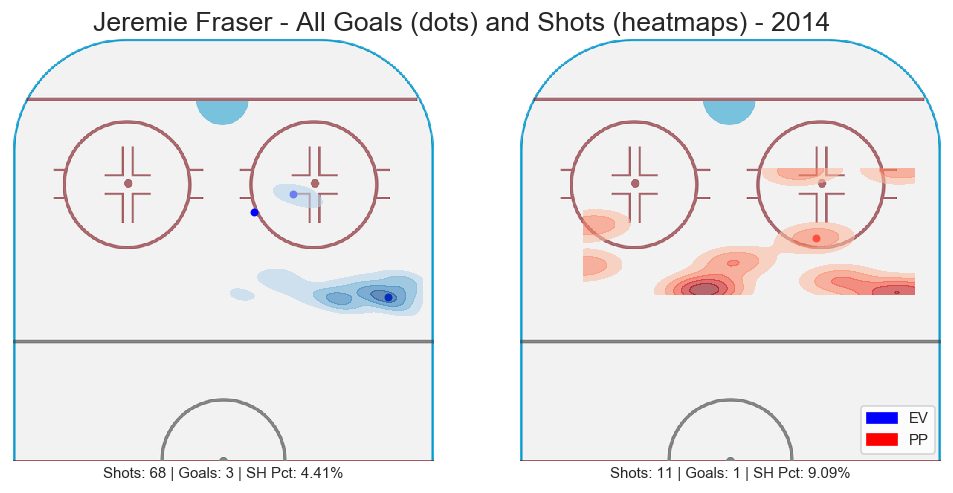 Jeremie Fraser - All Goals (dots) and Shots (heatmaps) - 2014
EV
PP
Shots: 68 | Goals: 3 | SH Pct: 4.41%
Shots: 11 | Goals: 1 | SH Pct: 9.09%